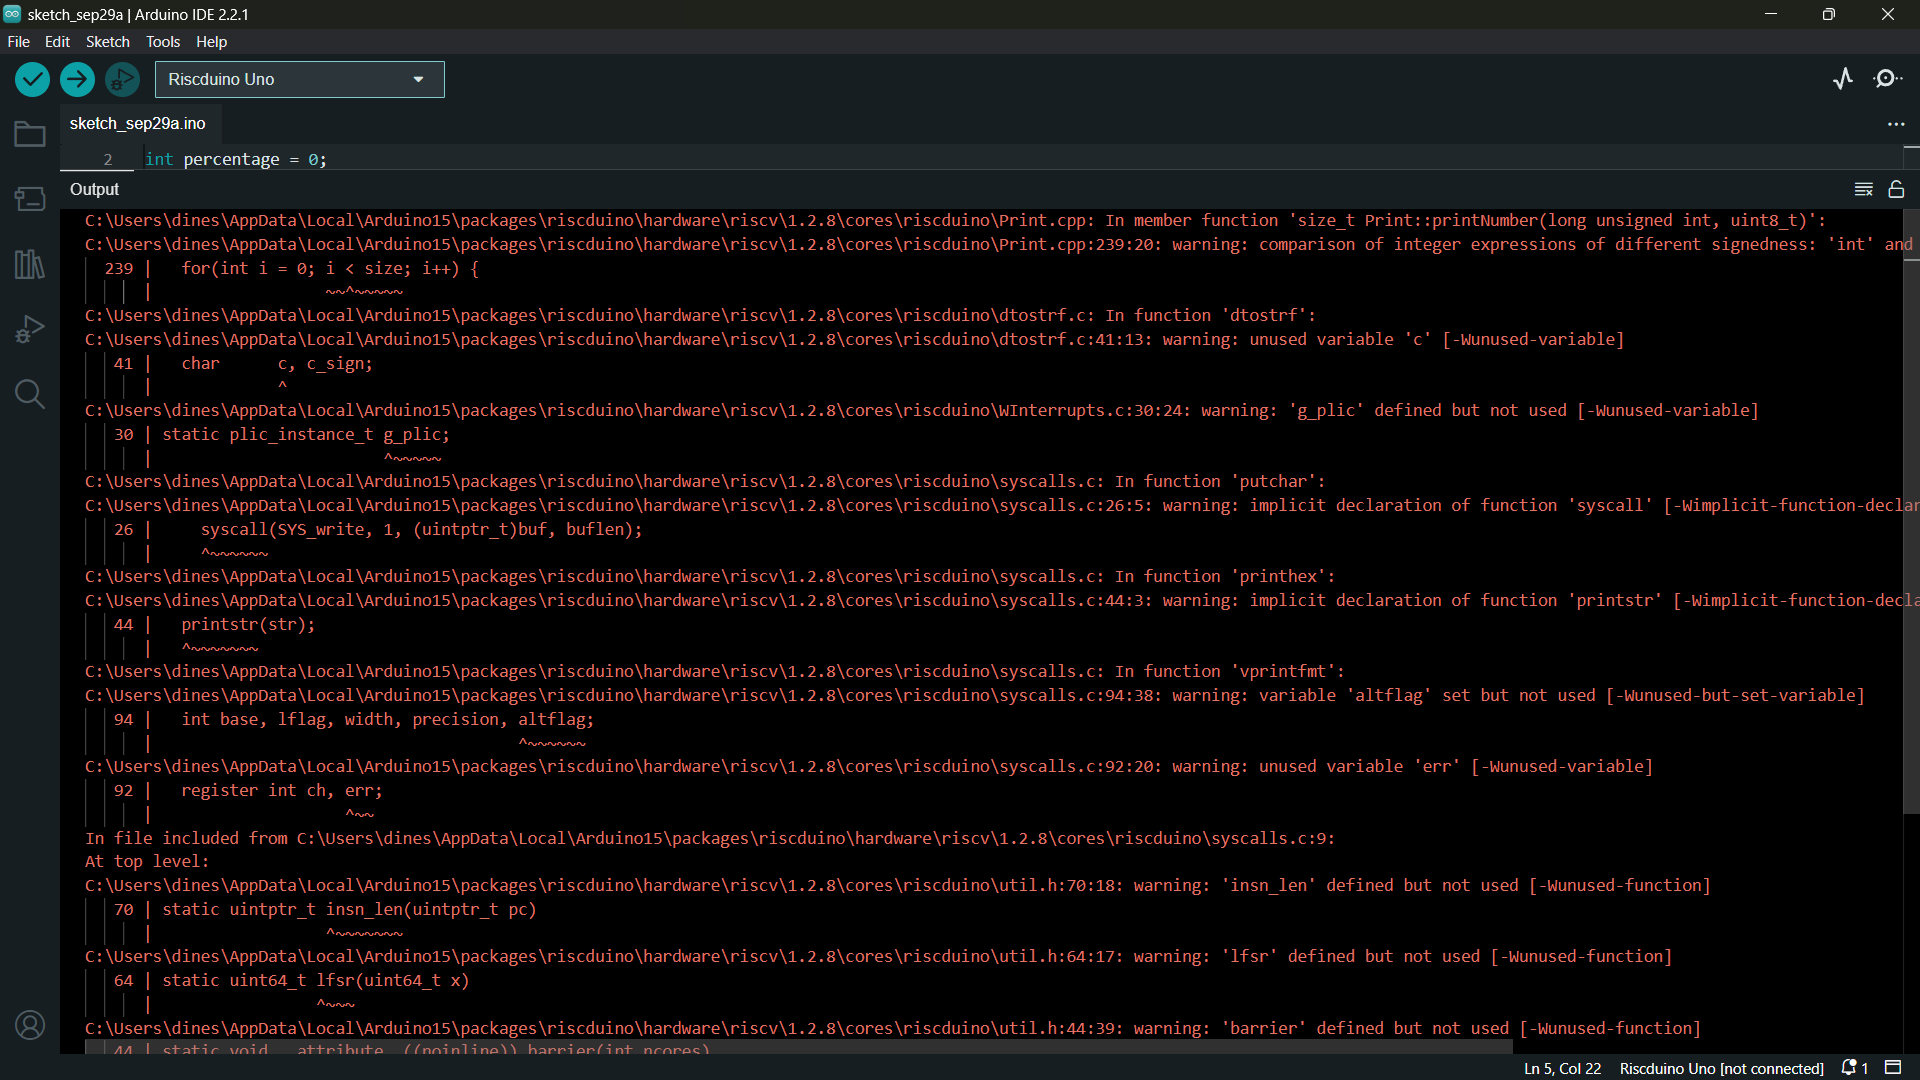 sketch_sep29a | Arduino IDE 2.2.1
File Edit Sketch Tools Help
Riscduino Uno
sketch_sep29a.ino
2 int percentage = 0;
Output
C:\Users\dines\AppData\Local\Arduino15\packages\riscduino\hardware\riscv\1.2.8\cores\riscduino\Print.cpp: In member function 'size_t Print::printNumber(long unsigned int, uint8_t)':
C:\Users\dines\AppData\Local\Arduino15\packages\riscduino\hardware\riscv\1.2.8\cores\riscduino\Print.cpp:239:20: warning: comparison of integer expressions of different signedness: 'int' and
239 | for(int i = 0; i < size; i++) {
| ~~^~~~~~
C:\Users\dines\AppData\Local\Arduino15\packages\riscduino\hardware\riscv\1.2.8\cores\riscduino\dtostrf.c: In function 'dtostrf':
C:\Users\dines\AppData\Local\Arduino15\packages\riscduino\hardware\riscv\1.2.8\cores\riscduino\dtostrf.c:41:13: warning: unused variable 'c' [-Wunused-variable]
41 | char c, c_sign;
| ^
C:\Users\dines\AppData\Local\Arduino15\packages\riscduino\hardware\riscv\1.2.8\cores\riscduino\WInterrupts.c:30:24: warning: 'g_plic' defined but not used [-Wunused-variable]
30 | static plic_instance_t g_plic;
| ^~~~~~
C:\Users\dines\AppData\Local\Arduino15\packages\riscduino\hardware\riscv\1.2.8\cores\riscduino\syscalls.c: In function 'putchar':
C:\Users\dines\AppData\Local\Arduino15\packages\riscduino\hardware\riscv\1.2.8\cores\riscduino\syscalls.c:26:5: warning: implicit declaration of function 'syscall' [-Wimplicit-function-declar
26 | syscall(SYS_write, 1, (uintptr_t)buf, buflen);
| ^~~~~~~
C:\Users\dines\AppData\Local\Arduino15\packages\riscduino\hardware\riscv\1.2.8\cores\riscduino\syscalls.c: In function 'printhex':
C:\Users\dines\AppData\Local\Arduino15\packages\riscduino\hardware\riscv\1.2.8\cores\riscduino\syscalls.c:44:3: warning: implicit declaration of function 'printstr' [-Wimplicit-function-decla
44 | printstr(str);
| ^~~~~~~~
C:\Users\dines\AppData\Local\Arduino15\packages\riscduino\hardware\riscv\1.2.8\cores\riscduino\syscalls.c: In function 'vprintfmt':
C:\Users\dines\AppData\Local\Arduino15\packages\riscduino\hardware\riscv\1.2.8\cores\riscduino\syscalls.c:94:38: warning: variable 'altflag' set but not used [-Wunused-but-set-variable]
94 | int base, lflag, width, precision, altflag;
| ^~~~~~~
C:\Users\dines\AppData\Local\Arduino15\packages\riscduino\hardware\riscv\1.2.8\cores\riscduino\syscalls.c:92:20: warning: unused variable 'err' [-Wunused-variable]
92 | register int ch, err;
| ^~~
In file included from C:\Users\dines\AppData\Local\Arduino15\packages\riscduino\hardware\riscv\1.2.8\cores\riscduino\syscalls.c:9:
At top level:
C:\Users\dines\AppData\Local\Arduino15\packages\riscduino\hardware\riscv\1.2.8\cores\riscduino\util.h:70:18: warning: 'insn_len' defined but not used [-Wunused-function]
70 | static uintptr_t insn_len(uintptr_t pc)
| ^~~~~~~~
C:\Users\dines\AppData\Local\Arduino15\packages\riscduino\hardware\riscv\1.2.8\cores\riscduino\util.h:64:17: warning: 'lfsr' defined but not used [-Wunused-function]
64 | static uint64_t lfsr(uint64_t x)
| ^~~~
C:\Users\dines\AppData\Local\Arduino15\packages\riscduino\hardware\riscv\1.2.8\cores\riscduino\util.h:44:39: warning: 'barrier' defined but not used [-Wunused-function]
44 | static void __attribute__((noinline)) barrier(int ncores)
Ln 5, Col 22 Riscduino Uno [not connected] 1